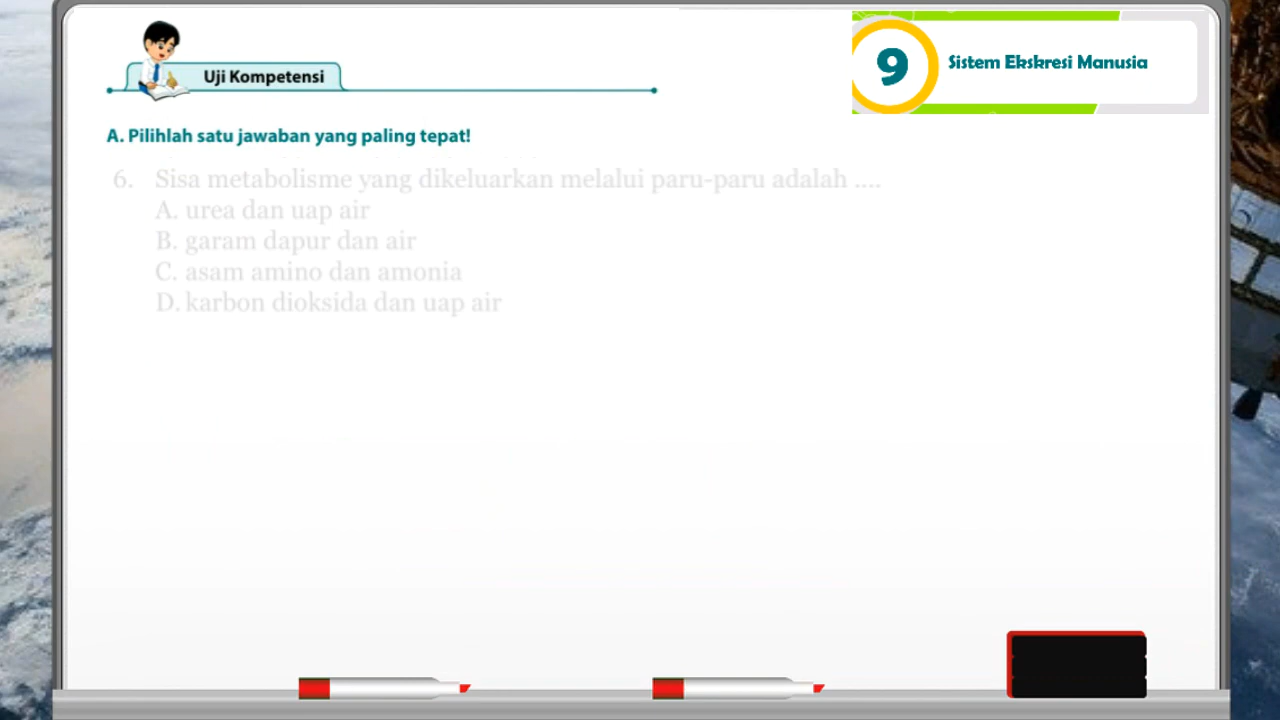 Uji Kompetensi
9 Sistem Ekskresi Manusia
A. Pilihlah satu jawaban yang paling tepat!
6. Sisa metabolisme yang dikeluarkan melalui paru-paru adalah ....
A. urea dan uap air
B. garam dapur dan air
C. asam amino dan amonia
D. karbon dioksida dan uap air